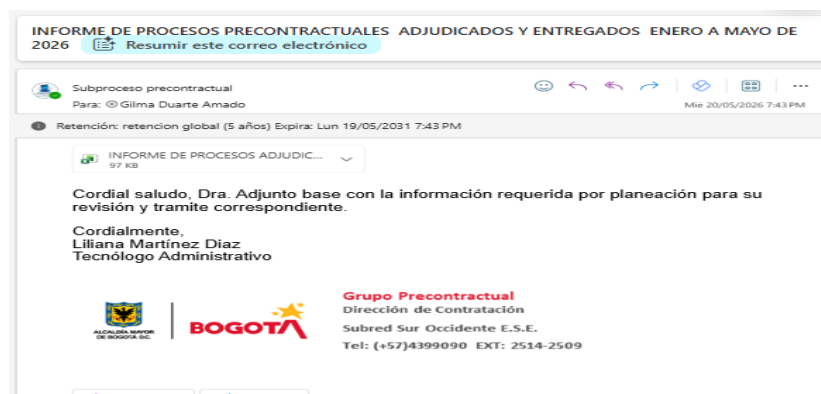 INFORME DE PROCESOS PRECONTRACTUALES ADJUDICADOS Y ENTREGADOS ENERO A MAYO DE
2026 Resumir este correo electrónico
Subproceso precontractual
Para: Gilma Duarte Amado
Mié 20/05/2026 7:43 PM
Retención: retencion global (5 años) Expira: Lun 19/05/2031 7:43 PM
INFORME DE PROCESOS ADJUDIC...
97 KB
Cordial saludo, Dra. Adjunto base con la información requerida por planeación para su
revisión y tramite correspondiente.
Cordialmente,
Liliana Martínez Diaz
Tecnólogo Administrativo
ALCALDÍA MAYOR
DE BOGOTÁ D.C.
BOGOTÁ
Grupo Precontractual
Dirección de Contratación
Subred Sur Occidente E.S.E.
Tel: (+57)4399090 EXT: 2514-2509